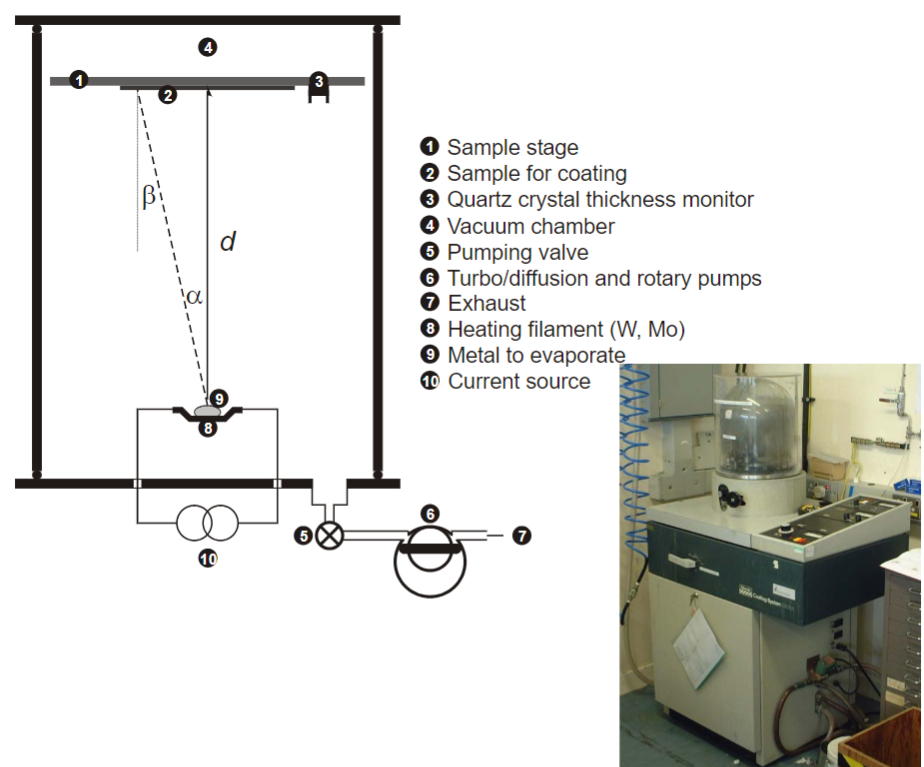 4
1
3
2
β
d
α
9
8
5
6
7
10
1 Sample stage
2 Sample for coating
3 Quartz crystal thickness monitor
4 Vacuum chamber
5 Pumping valve
6 Turbo/diffusion and rotary pumps
7 Exhaust
8 Heating filament (W, Mo)
9 Metal to evaporate
10 Current source
Coating System